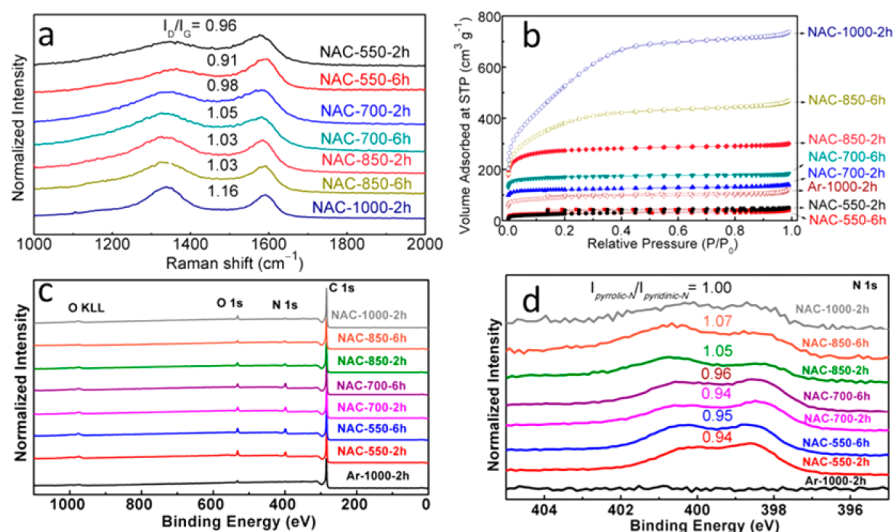 a
I_D/I_G = 0.96
NAC-550-2h
0.91
NAC-550-6h
0.98
NAC-700-2h
1.05
NAC-700-6h
1.03
NAC-850-2h
1.03
NAC-850-6h
1.16
NAC-1000-2h
Normalized Intensity
1000 1200 1400 1600 1800 2000
Raman shift (cm⁻¹)
b
800
600
400
200
0
Volume Adsorbed at STP (cm³ g⁻¹)
NAC-1000-2h
NAC-850-6h
NAC-850-2h
NAC-700-6h
NAC-700-2h
Ar-1000-2h
NAC-550-2h
NAC-550-6h
0.0 0.2 0.4 0.6 0.8 1.0
Relative Pressure (P/P₀)
c
C 1s
O KLL
O 1s
N 1s
NAC-1000-2h
NAC-850-6h
NAC-850-2h
NAC-700-6h
NAC-700-2h
NAC-550-6h
NAC-550-2h
Ar-1000-2h
Normalized Intensity
1000 800 600 400 200 0
Binding Energy (eV)
d
I_pyrrolic-N/I_pyridinic-N = 1.00
N 1s
NAC-1000-2h
1.07
NAC-850-6h
1.05
NAC-850-2h
0.96
NAC-700-6h
0.94
NAC-700-2h
0.95
NAC-550-6h
0.94
NAC-550-2h
Ar-1000-2h
Normalized Intensity
404 402 400 398 396
Binding Energy (eV)